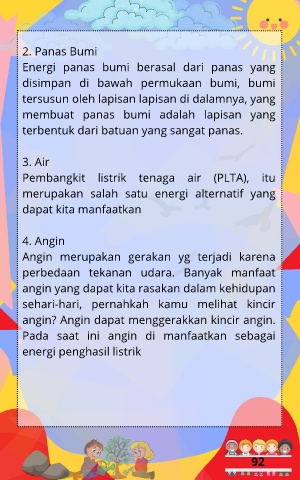 2. Panas Bumi
Energi panas bumi berasal dari panas yang
disimpan di bawah permukaan bumi, bumi
tersusun oleh lapisan lapisan di dalamnya, yang
membuat panas bumi adalah lapisan yang
terbentuk dari batuan yang sangat panas.
3. Air
Pembangkit listrik tenaga air (PLTA), itu
merupakan salah satu energi alternatif yang
dapat kita manfaatkan
4. Angin
Angin merupakan gerakan yg terjadi karena
perbedaan tekanan udara. Banyak manfaat
angin yang dapat kita rasakan dalam kehidupan
sehari-hari, pernahkah kamu melihat kincir
angin? Angin dapat menggerakkan kincir angin.
Pada saat ini angin di manfaatkan sebagai
energi penghasil listrik
92